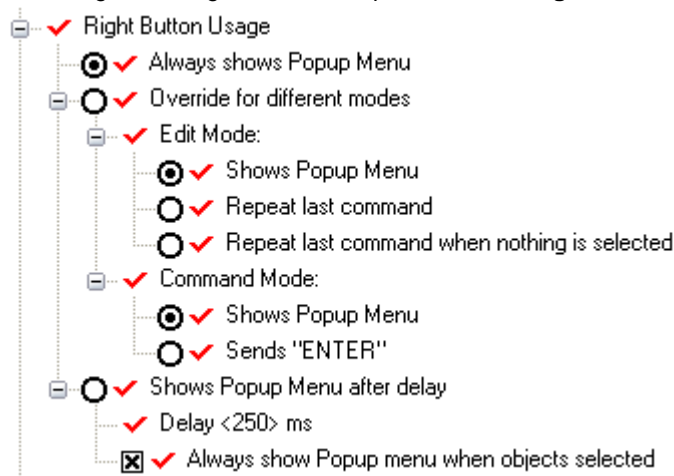 Right Button Usage
Always shows Popup Menu
Override for different modes
Edit Mode:
Shows Popup Menu
Repeat last command
Repeat last command when nothing is selected
Command Mode:
Shows Popup Menu
Sends "ENTER"
Shows Popup Menu after delay
Delay <250> ms
Always show Popup menu when objects selected